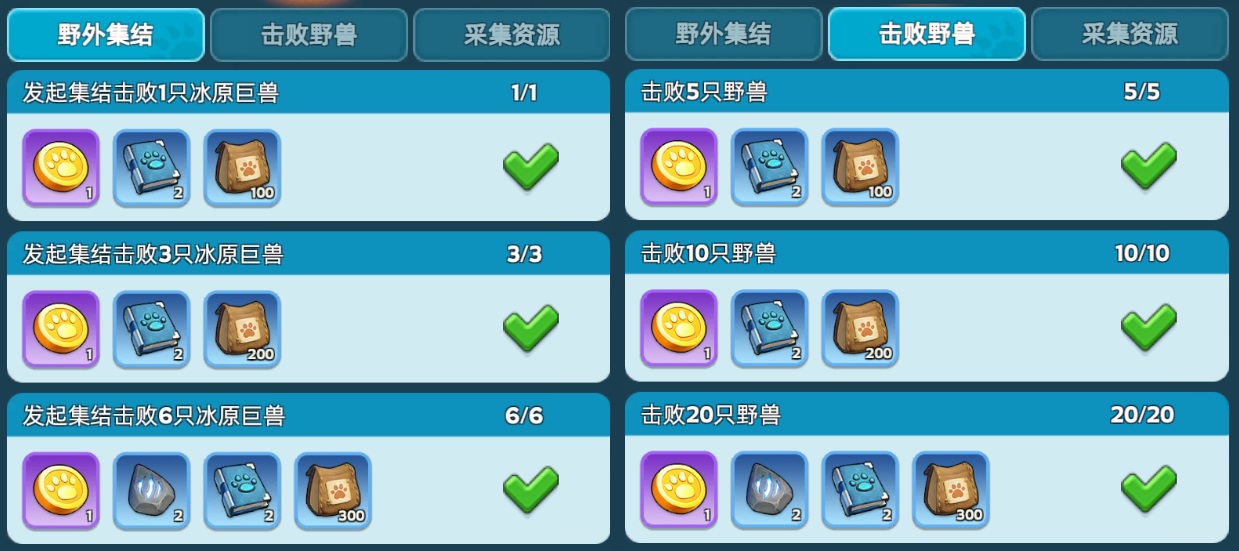 野外集结 击败野兽 采集资源
发起集结击败1只冰原巨兽 1/1
1 2 100
发起集结击败3只冰原巨兽 3/3
1 2 200
发起集结击败6只冰原巨兽 6/6
1 2 2 300
野外集结 击败野兽 采集资源
击败5只野兽 5/5
1 2 100
击败10只野兽 10/10
1 2 200
击败20只野兽 20/20
1 2 2 300